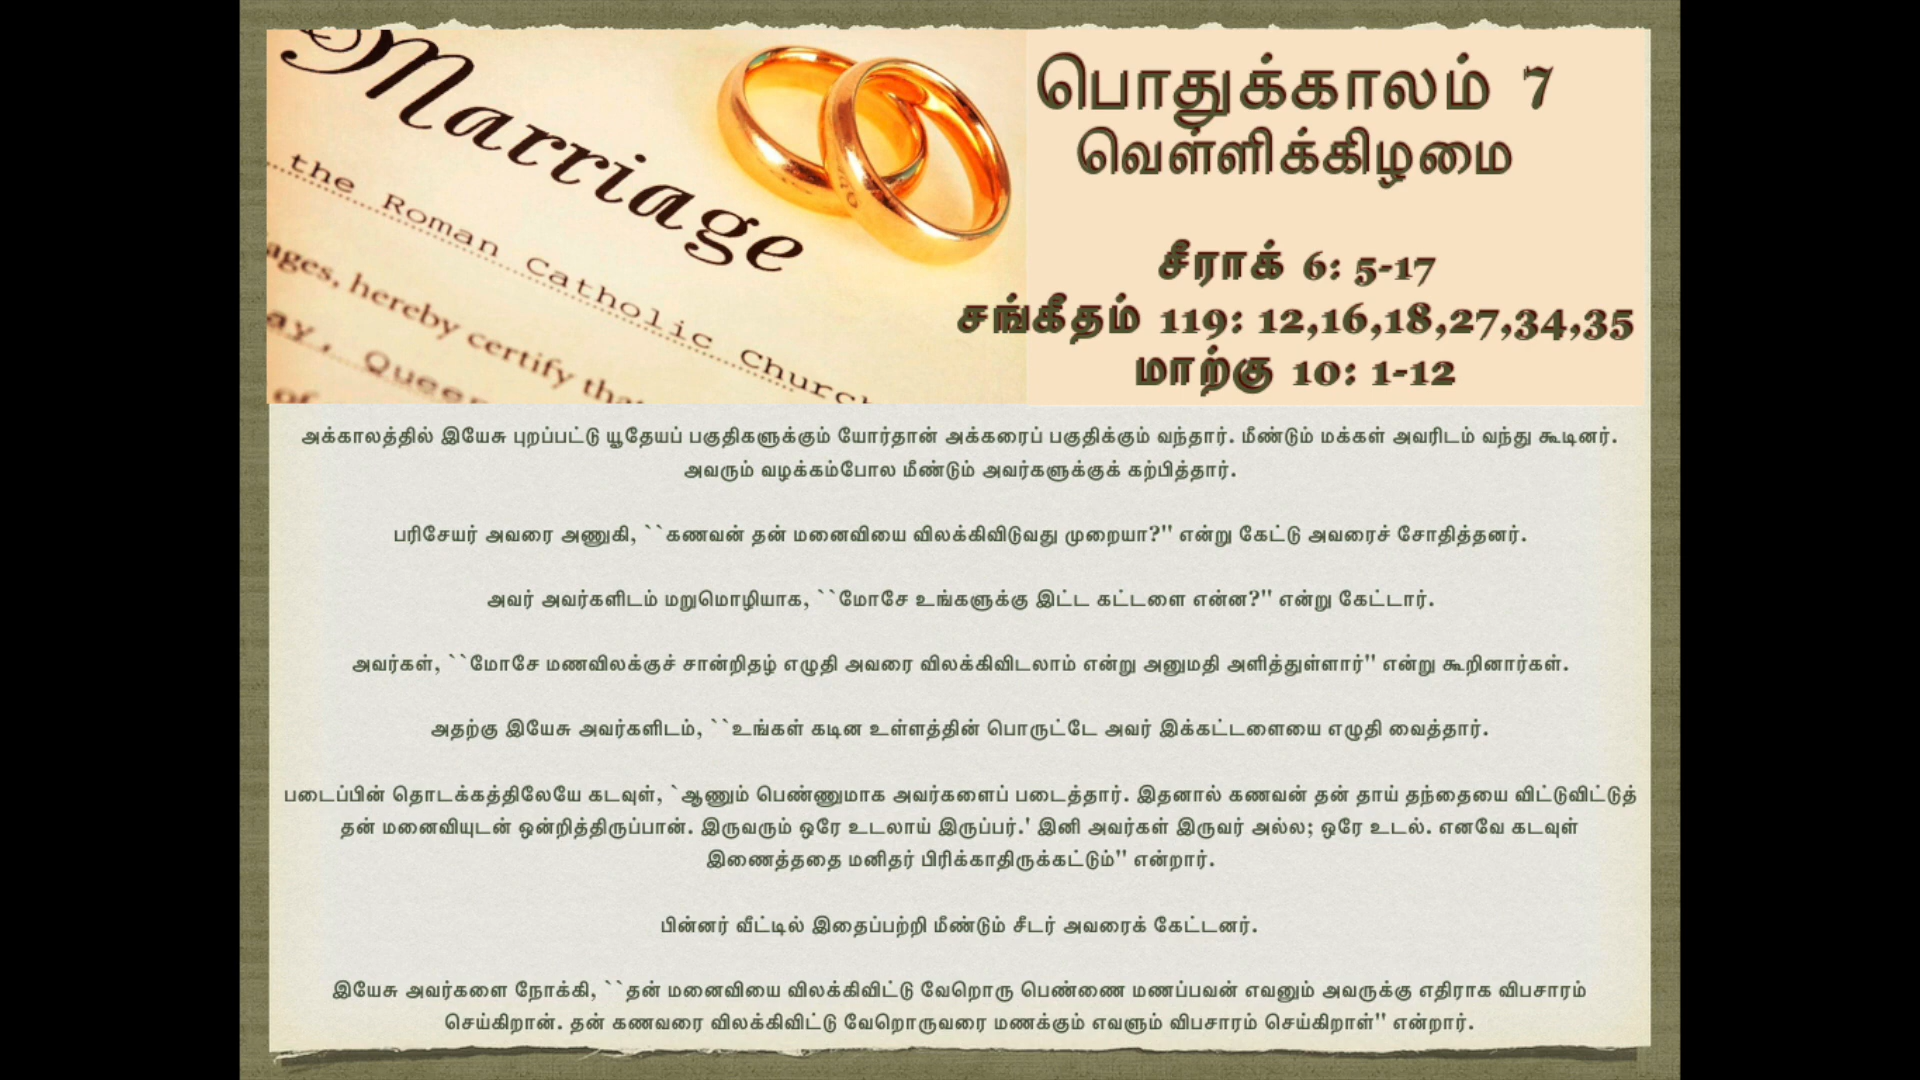 Marriage
the Roman Catholic Church
ages, hereby certify tha
ay, Quee
of
பொதுக்காலம் 7
வெள்ளிக்கிழமை
சீராக் 6: 5-17
சங்கீதம் 119: 12,16,18,27,34,35
மாற்கு 10: 1-12
அக்காலத்தில் இயேசு புறப்பட்டு யூதேயப் பகுதிகளுக்கும் யோர்தான் அக்கரைப் பகுதிக்கும் வந்தார். மீண்டும் மக்கள் அவரிடம் வந்து கூடினர்.
அவரும் வழக்கம்போல மீண்டும் அவர்களுக்குக் கற்பித்தார்.
பரிசேயர் அவரை அணுகி, ``கணவன் தன் மனைவியை விலக்கிவிடுவது முறையா?'' என்று கேட்டு அவரைச் சோதித்தனர்.
அவர் அவர்களிடம் மறுமொழியாக, ``மோசே உங்களுக்கு இட்ட கட்டளை என்ன?'' என்று கேட்டார்.
அவர்கள், ``மோசே மணவிலக்குச் சான்றிதழ் எழுதி அவரை விலக்கிவிடலாம் என்று அனுமதி அளித்துள்ளார்'' என்று கூறினார்கள்.
அதற்கு இயேசு அவர்களிடம், ``உங்கள் கடின உள்ளத்தின் பொருட்டே அவர் இக்கட்டளையை எழுதி வைத்தார்.
படைப்பின் தொடக்கத்திலேயே கடவுள், `ஆணும் பெண்ணுமாக அவர்களைப் படைத்தார். இதனால் கணவன் தன் தாய் தந்தையை விட்டுவிட்டுத்
தன் மனைவியுடன் ஒன்றித்திருப்பான். இருவரும் ஒரே உடலாய் இருப்பர்.' இனி அவர்கள் இருவர் அல்ல; ஒரே உடல். எனவே கடவுள்
இணைத்ததை மனிதர் பிரிக்காதிருக்கட்டும்'' என்றார்.
பின்னர் வீட்டில் இதைப்பற்றி மீண்டும் சீடர் அவரைக் கேட்டனர்.
இயேசு அவர்களை நோக்கி, ``தன் மனைவியை விலக்கிவிட்டு வேறொரு பெண்ணை மணப்பவன் எவனும் அவருக்கு எதிராக விபசாரம்
செய்கிறான். தன் கணவரை விலக்கிவிட்டு வேறொருவரை மணக்கும் எவளும் விபசாரம் செய்கிறாள்'' என்றார்.